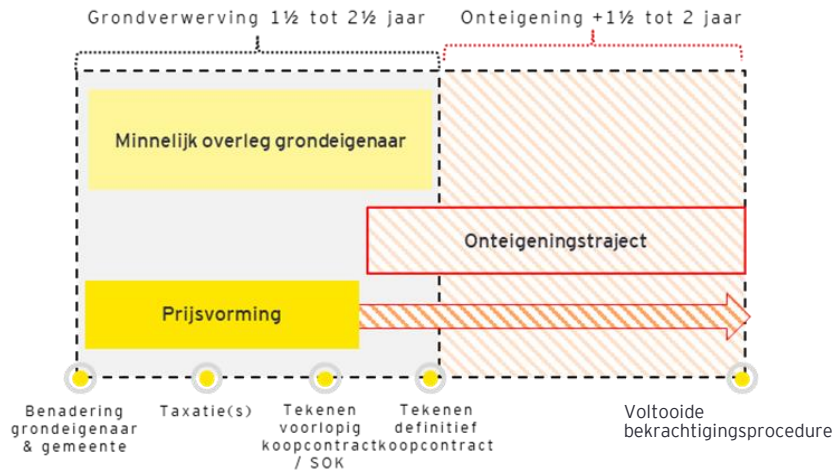 Grondverwerving 1½ tot 2½ jaar
Onteigening +1½ tot 2 jaar
Minnelijk overleg grondeigenaar
Onteigeningstraject
Prijsvorming
Benadering
grondeigenaar
& gemeente
Taxatie(s)
Tekenen
voorlopig
koopcontract
/ SOK
Tekenen
definitief
koopcontract
Voltooide
bekrachtigingsprocedure